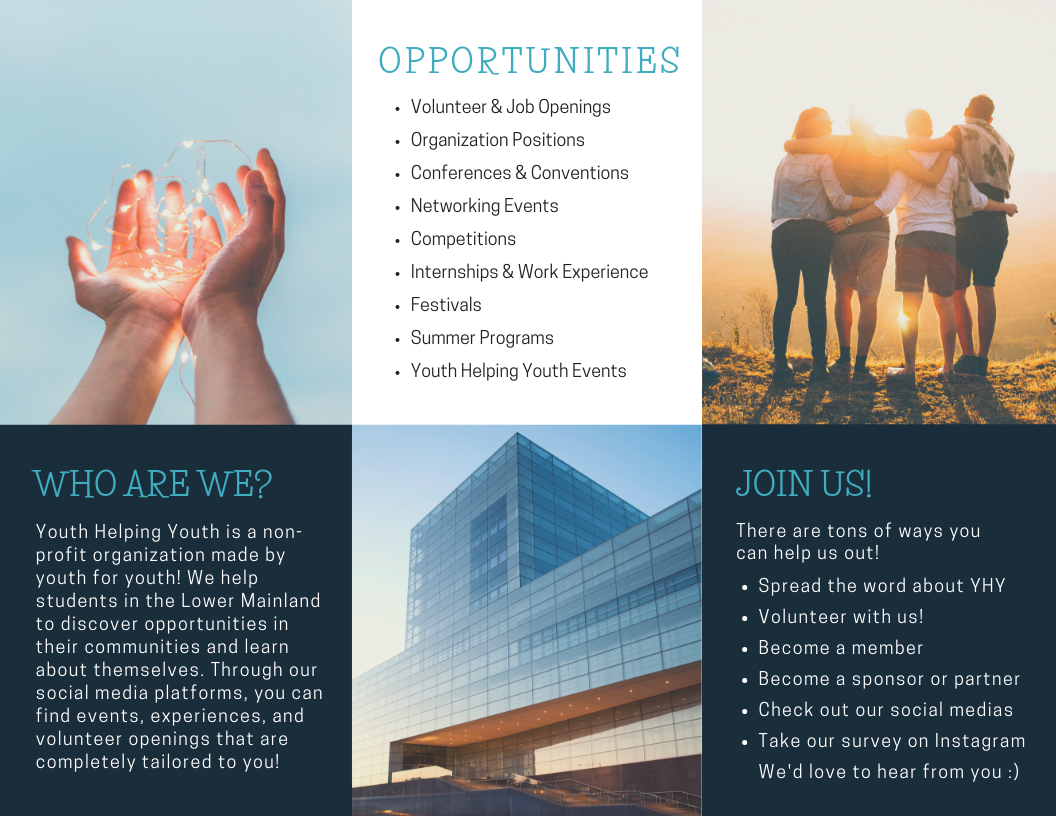 OPPORTUNITIES
• Volunteer & Job Openings
• Organization Positions
• Conferences & Conventions
• Networking Events
• Competitions
• Internships & Work Experience
• Festivals
• Summer Programs
• Youth Helping Youth Events
WHO ARE WE?
Youth Helping Youth is a non-
profit organization made by
youth for youth! We help
students in the Lower Mainland
to discover opportunities in
their communities and learn
about themselves. Through our
social media platforms, you can
find events, experiences, and
volunteer openings that are
completely tailored to you!
JOIN US!
There are tons of ways you
can help us out!
• Spread the word about YHY
• Volunteer with us!
• Become a member
• Become a sponsor or partner
• Check out our social medias
• Take our survey on Instagram
We'd love to hear from you :)